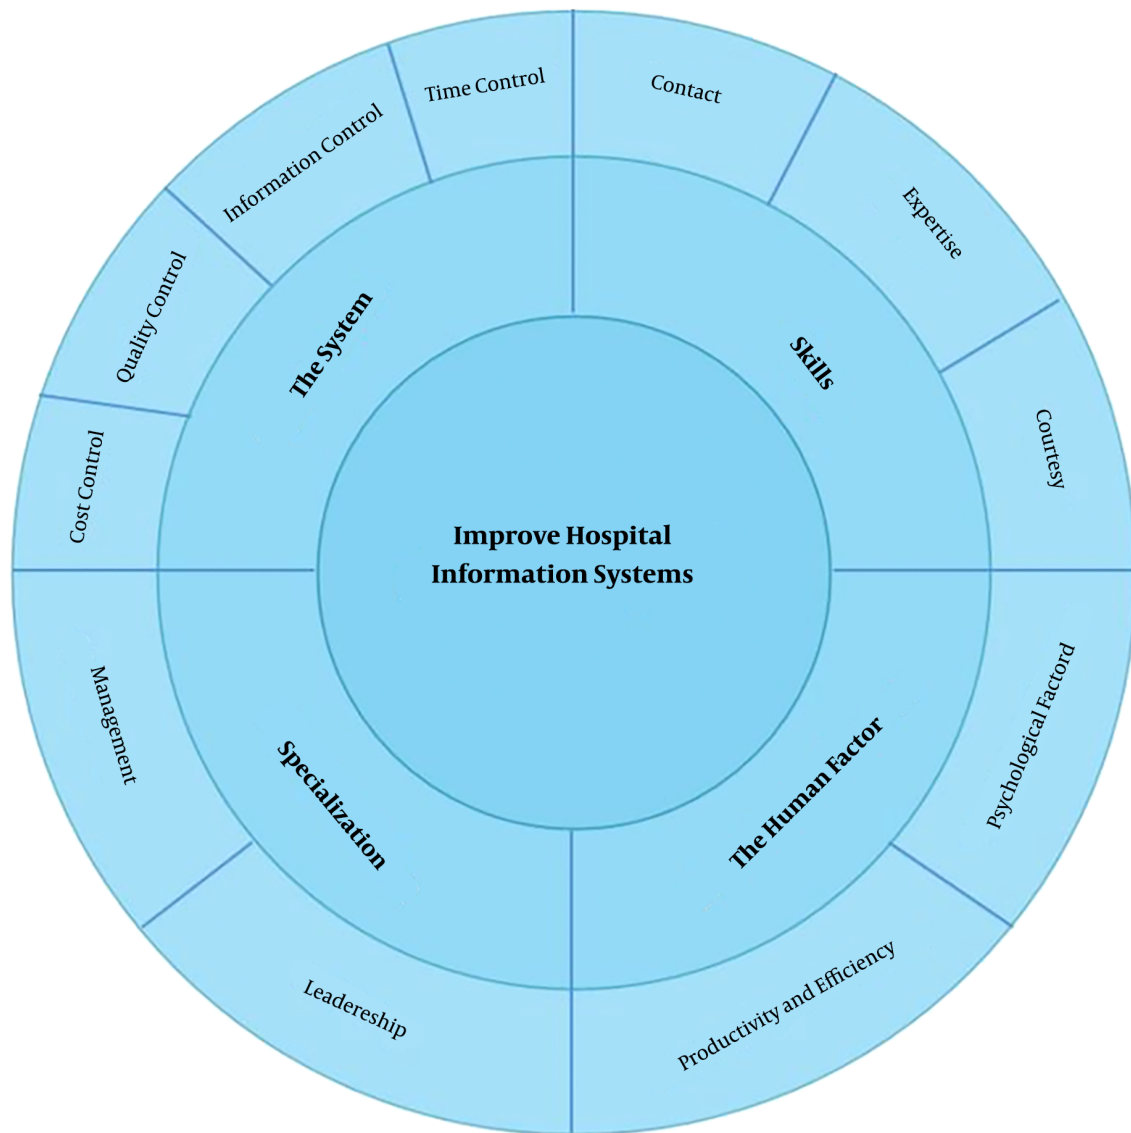 Time Control
Contact
Information Control
Expertise
Quality Control
The System
Skills
Cost Control
Courtesy
Improve Hospital
Information Systems
Management
Psychological Factord
Specialization
The Human Factor
Leadereship
Productivity and Efficiency